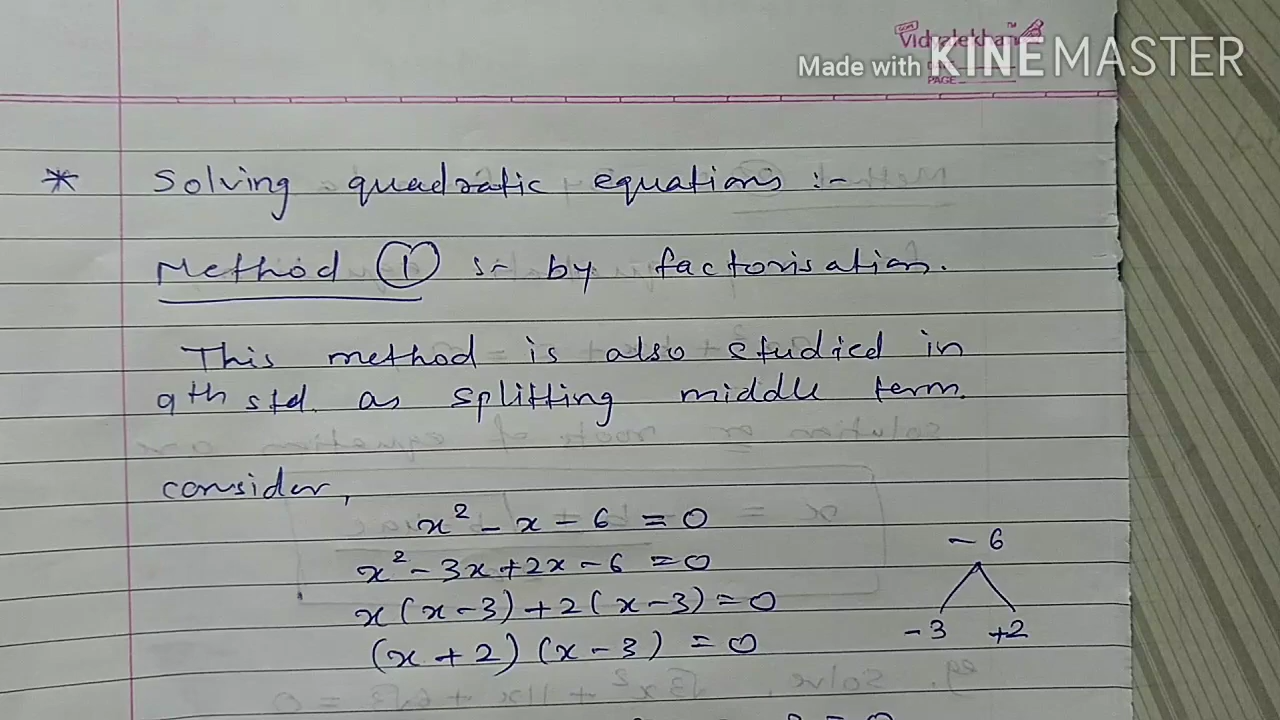 Vidyalekhan™
Made with KINEMASTER
PAGE
* Solving quadratic equations :-
Method ① :- by factorisation.
This method is also studied in
9th std. as splitting middle term.
consider,
x² - x - 6 = 0
x² - 3x + 2x - 6 = 0
x(x-3) + 2(x-3) = 0
(x + 2) (x - 3) = 0
- 6
-3 +2